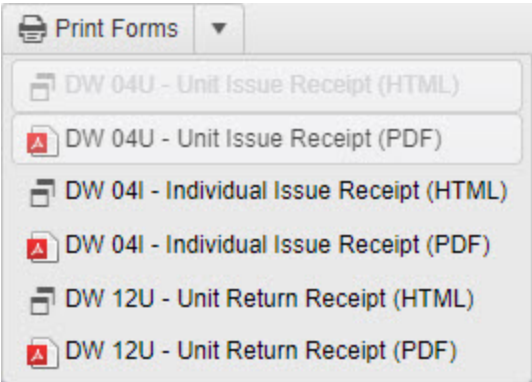 Print Forms
DW 04U - Unit Issue Receipt (HTML)
DW 04U - Unit Issue Receipt (PDF)
DW 04I - Individual Issue Receipt (HTML)
DW 04I - Individual Issue Receipt (PDF)
DW 12U - Unit Return Receipt (HTML)
DW 12U - Unit Return Receipt (PDF)